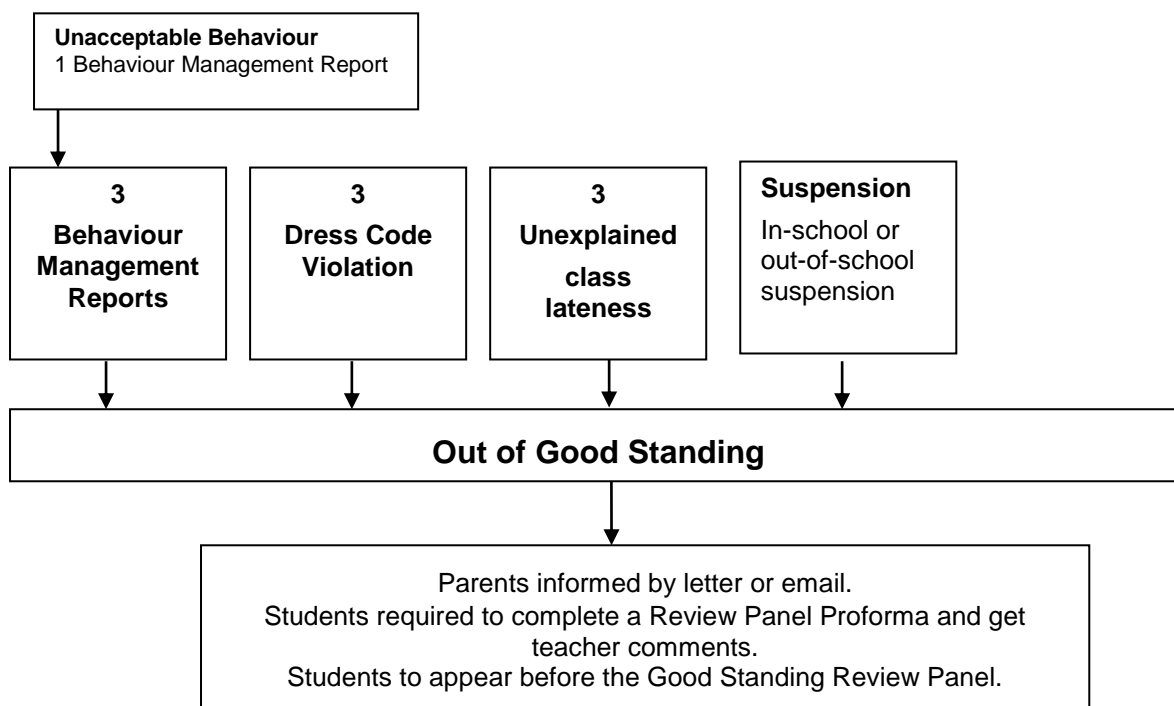 Unacceptable Behaviour
1 Behaviour Management Report
3
Behaviour
Management
Reports
3
Dress Code
Violation
3
Unexplained
class
lateness
Suspension
In-school or
out-of-school
suspension
Out of Good Standing
Parents informed by letter or email.
Students required to complete a Review Panel Proforma and get
teacher comments.
Students to appear before the Good Standing Review Panel.